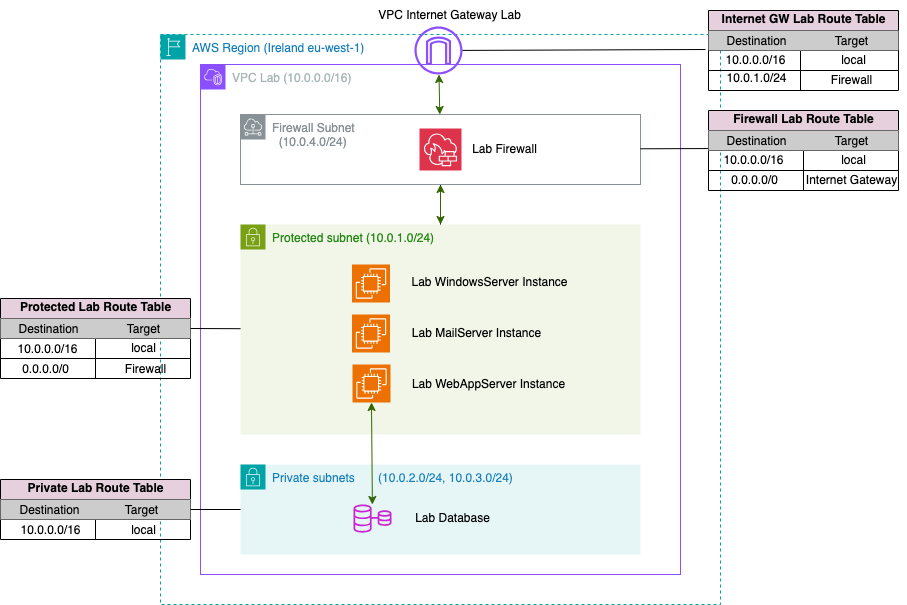 VPC Internet Gateway Lab
Internet GW Lab Route Table
Destination Target
10.0.0.0/16 local
10.0.1.0/24 Firewall
AWS Region (Ireland eu-west-1)
VPC Lab (10.0.0.0/16)
Firewall Lab Route Table
Destination Target
10.0.0.0/16 local
0.0.0.0/0 Internet Gateway
Firewall Subnet
(10.0.4.0/24)
Lab Firewall
Protected subnet (10.0.1.0/24)
Lab WindowsServer Instance
Lab MailServer Instance
Lab WebAppServer Instance
Protected Lab Route Table
Destination Target
10.0.0.0/16 local
0.0.0.0/0 Firewall
Private subnets (10.0.2.0/24, 10.0.3.0/24)
Lab Database
Private Lab Route Table
Destination Target
10.0.0.0/16 local